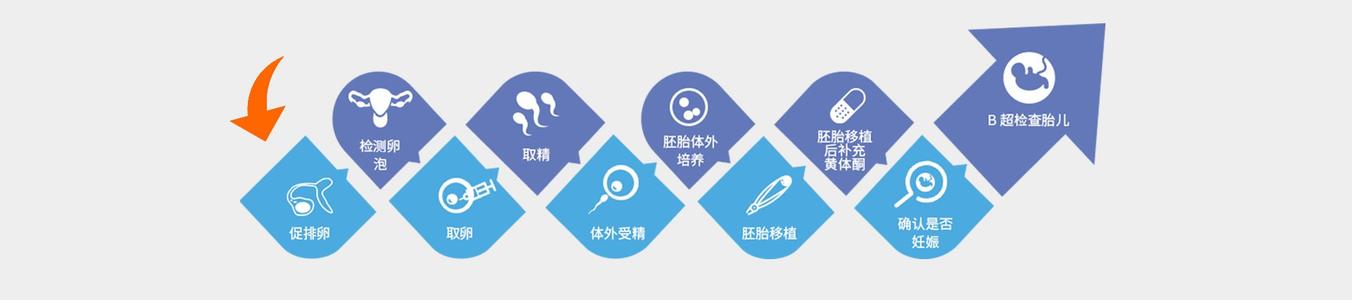 促排卵
检测卵
泡
取卵
取精
体外受精
胚胎体外
培养
胚胎移植
胚胎移植
后补充
黄体酮
确认是否
妊娠
B 超检查胎儿